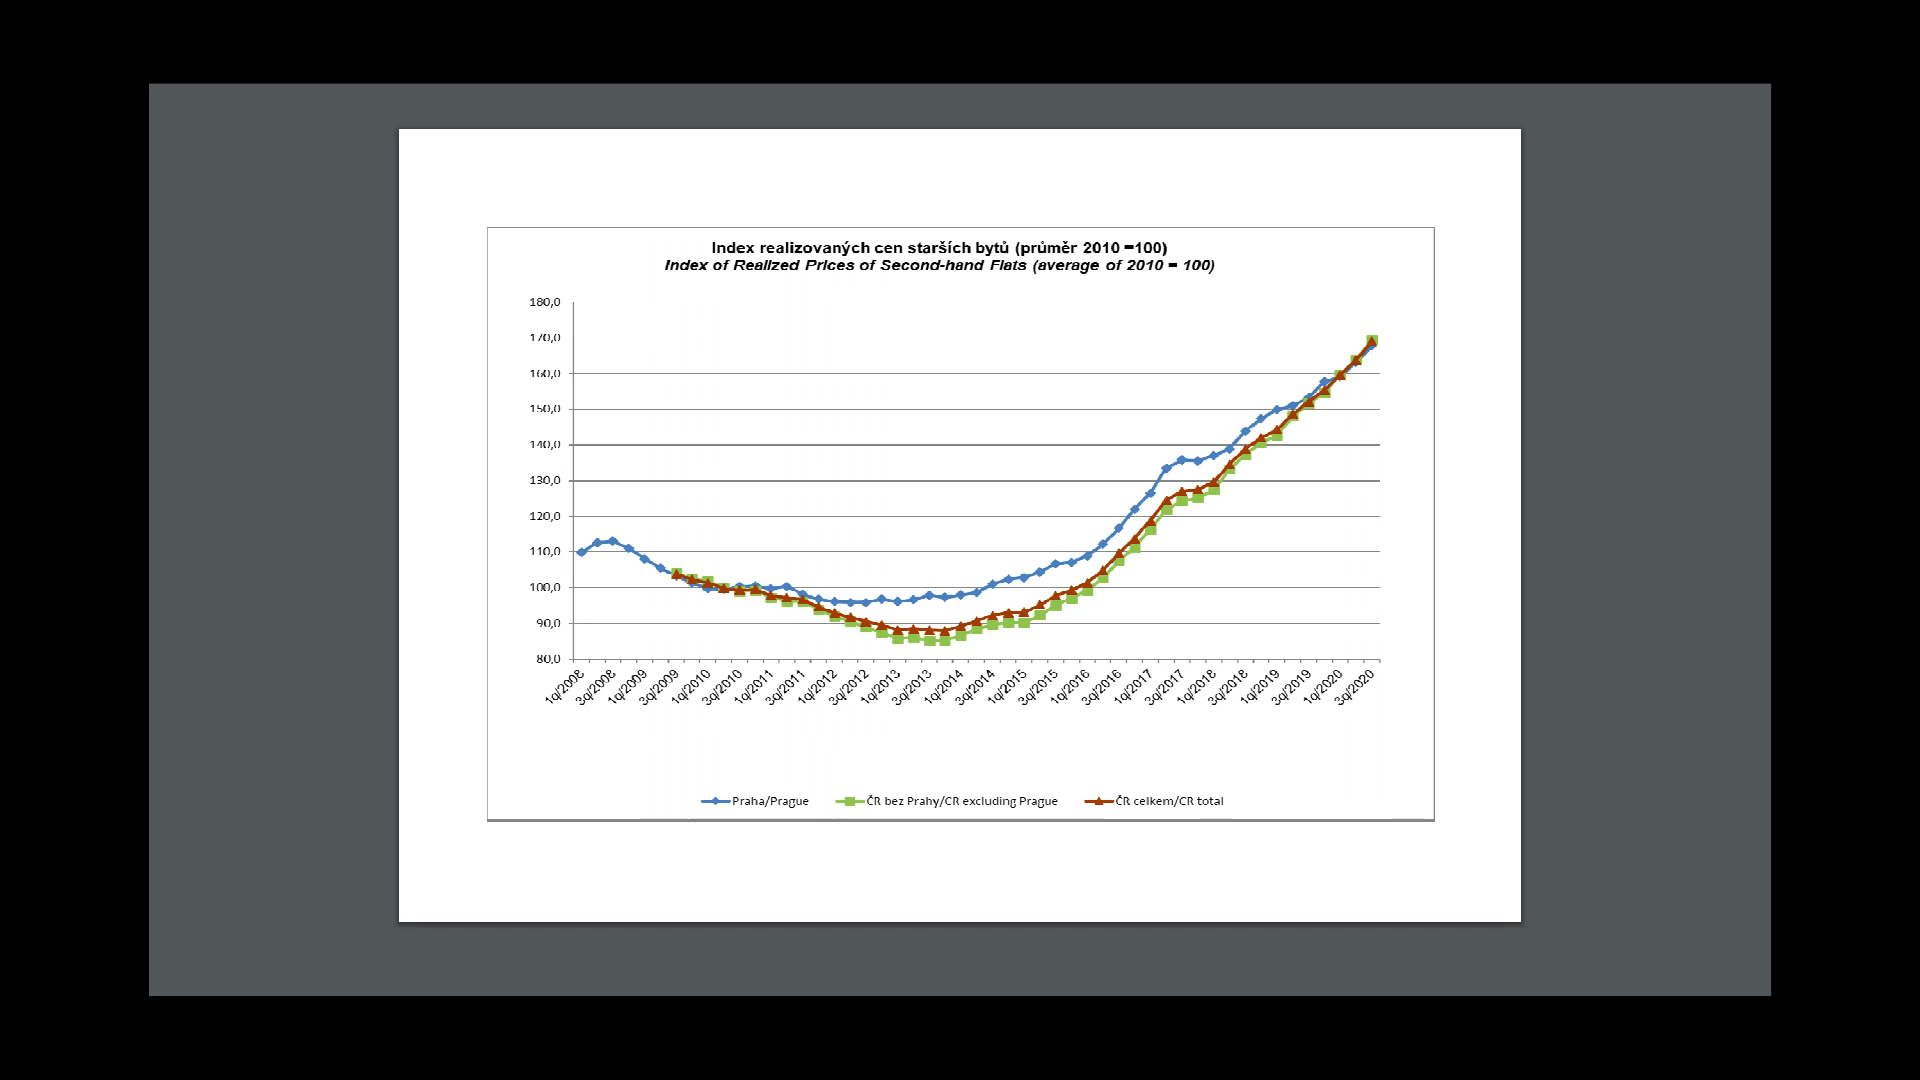 Index realizovaných cen starších bytů (průměr 2010 =100)
Index of Realized Prices of Second-hand Flats (average of 2010 = 100)
180,0
170,0
160,0
150,0
140,0
130,0
120,0
110,0
100,0
90,0
80,0
1q/2008
3q/2008
1q/2009
3q/2009
1q/2010
3q/2010
1q/2011
3q/2011
1q/2012
3q/2012
1q/2013
3q/2013
1q/2014
3q/2014
1q/2015
3q/2015
1q/2016
3q/2016
1q/2017
3q/2017
1q/2018
3q/2018
1q/2019
3q/2019
1q/2020
3q/2020
Praha/Prague
ČR bez Prahy/CR excluding Prague
ČR celkem/CR total